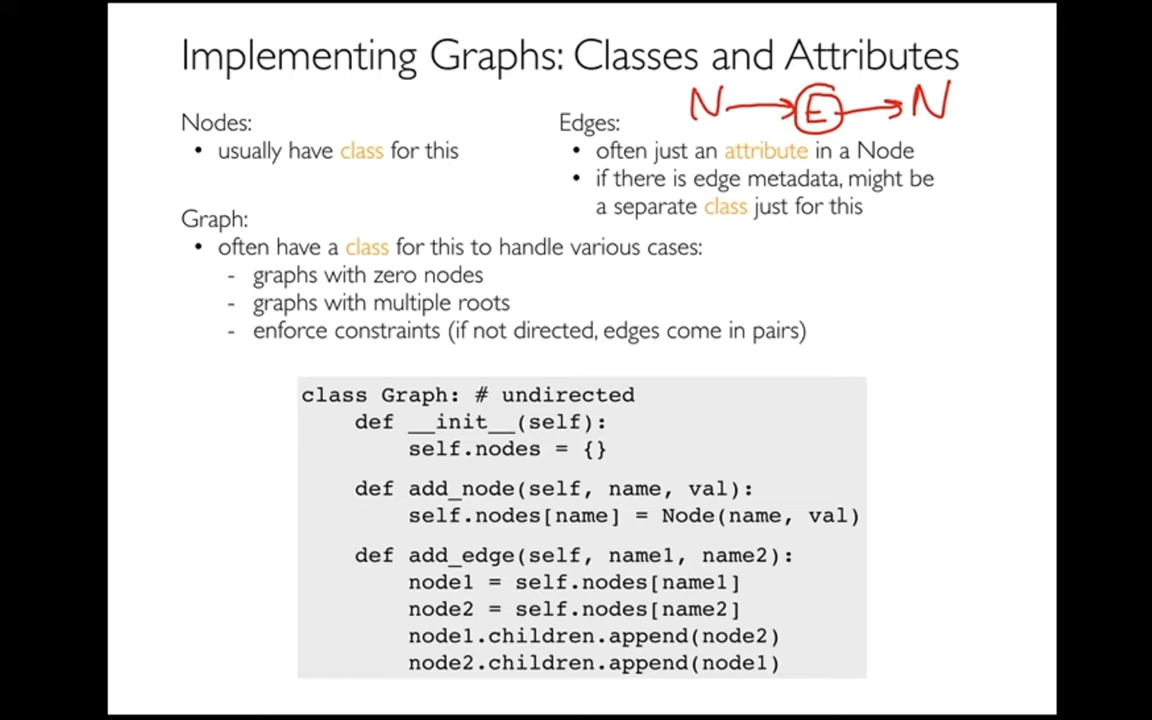 Implementing Graphs: Classes and Attributes
N → E → N
Nodes:
• usually have class for this
Edges:
• often just an attribute in a Node
• if there is edge metadata, might be
a separate class just for this
Graph:
• often have a class for this to handle various cases:
- graphs with zero nodes
- graphs with multiple roots
- enforce constraints (if not directed, edges come in pairs)
class Graph: # undirected
    def __init__(self):
        self.nodes = {}
    def add_node(self, name, val):
        self.nodes[name] = Node(name, val)
    def add_edge(self, name1, name2):
        node1 = self.nodes[name1]
        node2 = self.nodes[name2]
        node1.children.append(node2)
        node2.children.append(node1)